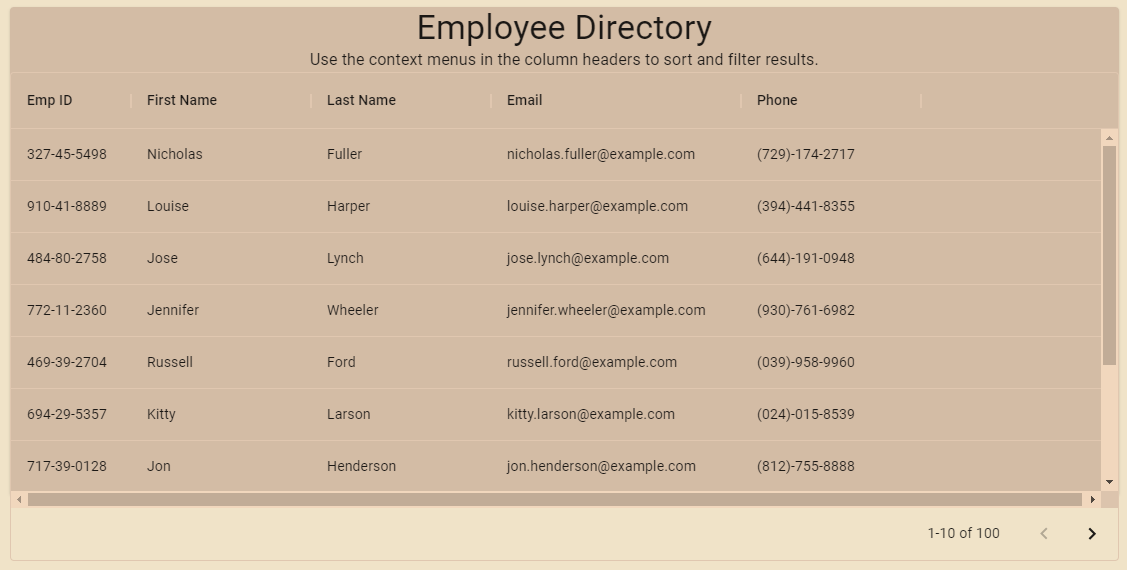 Employee Directory
Use the context menus in the column headers to sort and filter results.
Emp ID First Name Last Name Email Phone
327-45-5498 Nicholas Fuller nicholas.fuller@example.com (729)-174-2717
910-41-8889 Louise Harper louise.harper@example.com (394)-441-8355
484-80-2758 Jose Lynch jose.lynch@example.com (644)-191-0948
772-11-2360 Jennifer Wheeler jennifer.wheeler@example.com (930)-761-6982
469-39-2704 Russell Ford russell.ford@example.com (039)-958-9960
694-29-5357 Kitty Larson kitty.larson@example.com (024)-015-8539
717-39-0128 Jon Henderson jon.henderson@example.com (812)-755-8888
1-10 of 100